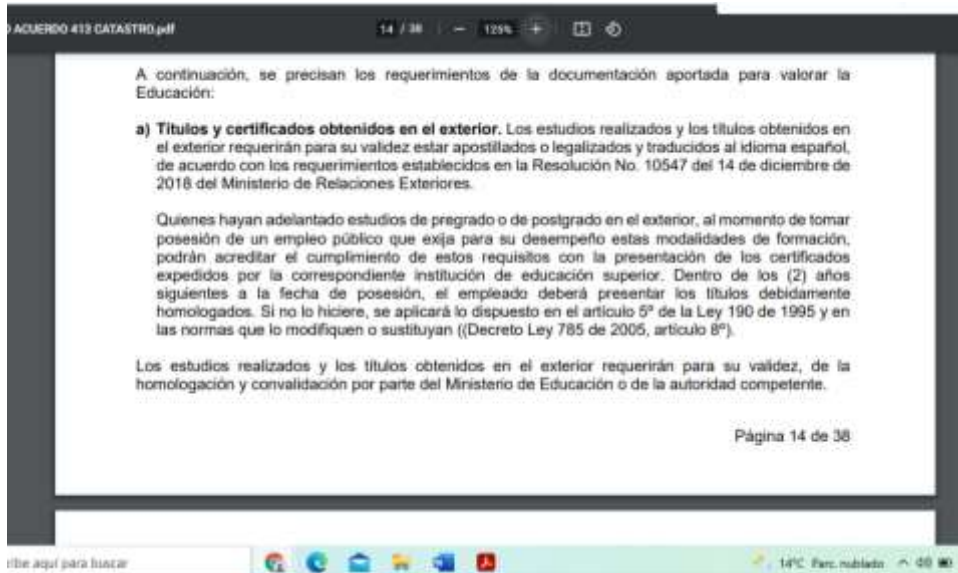 O ACUERDO 413 CATASTRO.pdf
14 / 38 | − 125% +
A continuación, se precisan los requerimientos de la documentación aportada para valorar la
Educación:
a) Títulos y certificados obtenidos en el exterior. Los estudios realizados y los títulos obtenidos en
el exterior requerirán para su validez estar apostillados o legalizados y traducidos al idioma español,
de acuerdo con los requerimientos establecidos en la Resolución No. 10547 del 14 de diciembre de
2018 del Ministerio de Relaciones Exteriores.
Quienes hayan adelantado estudios de pregrado o de postgrado en el exterior, al momento de tomar
posesión de un empleo público que exija para su desempeño estas modalidades de formación,
podrán acreditar el cumplimiento de estos requisitos con la presentación de los certificados
expedidos por la correspondiente institución de educación superior. Dentro de los (2) años
siguientes a la fecha de posesión, el empleado deberá presentar los títulos debidamente
homologados. Si no lo hiciere, se aplicará lo dispuesto en el artículo 5º de la Ley 190 de 1995 y en
las normas que lo modifiquen o sustituyan ((Decreto Ley 785 de 2005, artículo 8º).
Los estudios realizados y los títulos obtenidos en el exterior requerirán para su validez, de la
homologación y convalidación por parte del Ministerio de Educación o de la autoridad competente.
Página 14 de 38
ribe aquí para buscar
14°C Parc. nublado